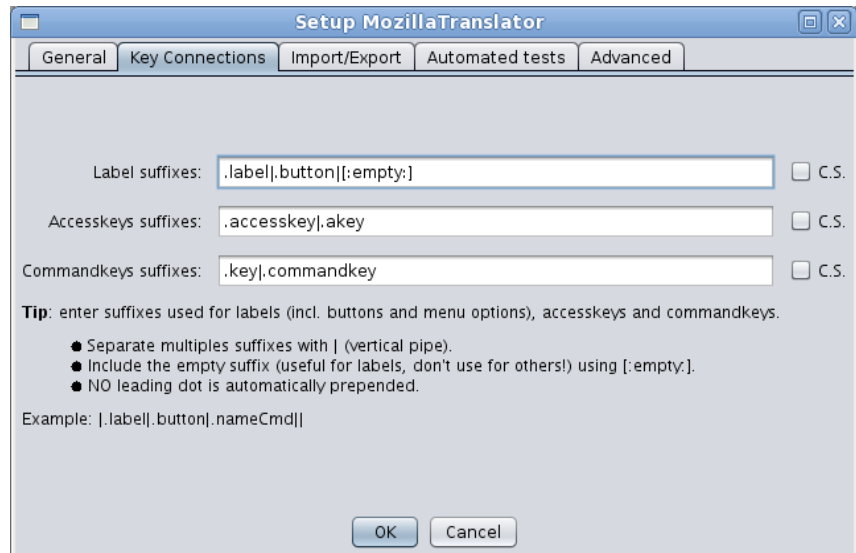 Setup MozillaTranslator
General Key Connections Import/Export Automated tests Advanced
Label suffixes: .label|.button|[:empty:] C.S.
Accesskeys suffixes: .accesskey|.akey C.S.
Commandkeys suffixes: .key|.commandkey C.S.
Tip: enter suffixes used for labels (incl. buttons and menu options), accesskeys and commandkeys.
● Separate multiples suffixes with | (vertical pipe).
● Include the empty suffix (useful for labels, don't use for others!) using [:empty:].
● NO leading dot is automatically prepended.
Example: |.label|.button|.nameCmd||
OK Cancel